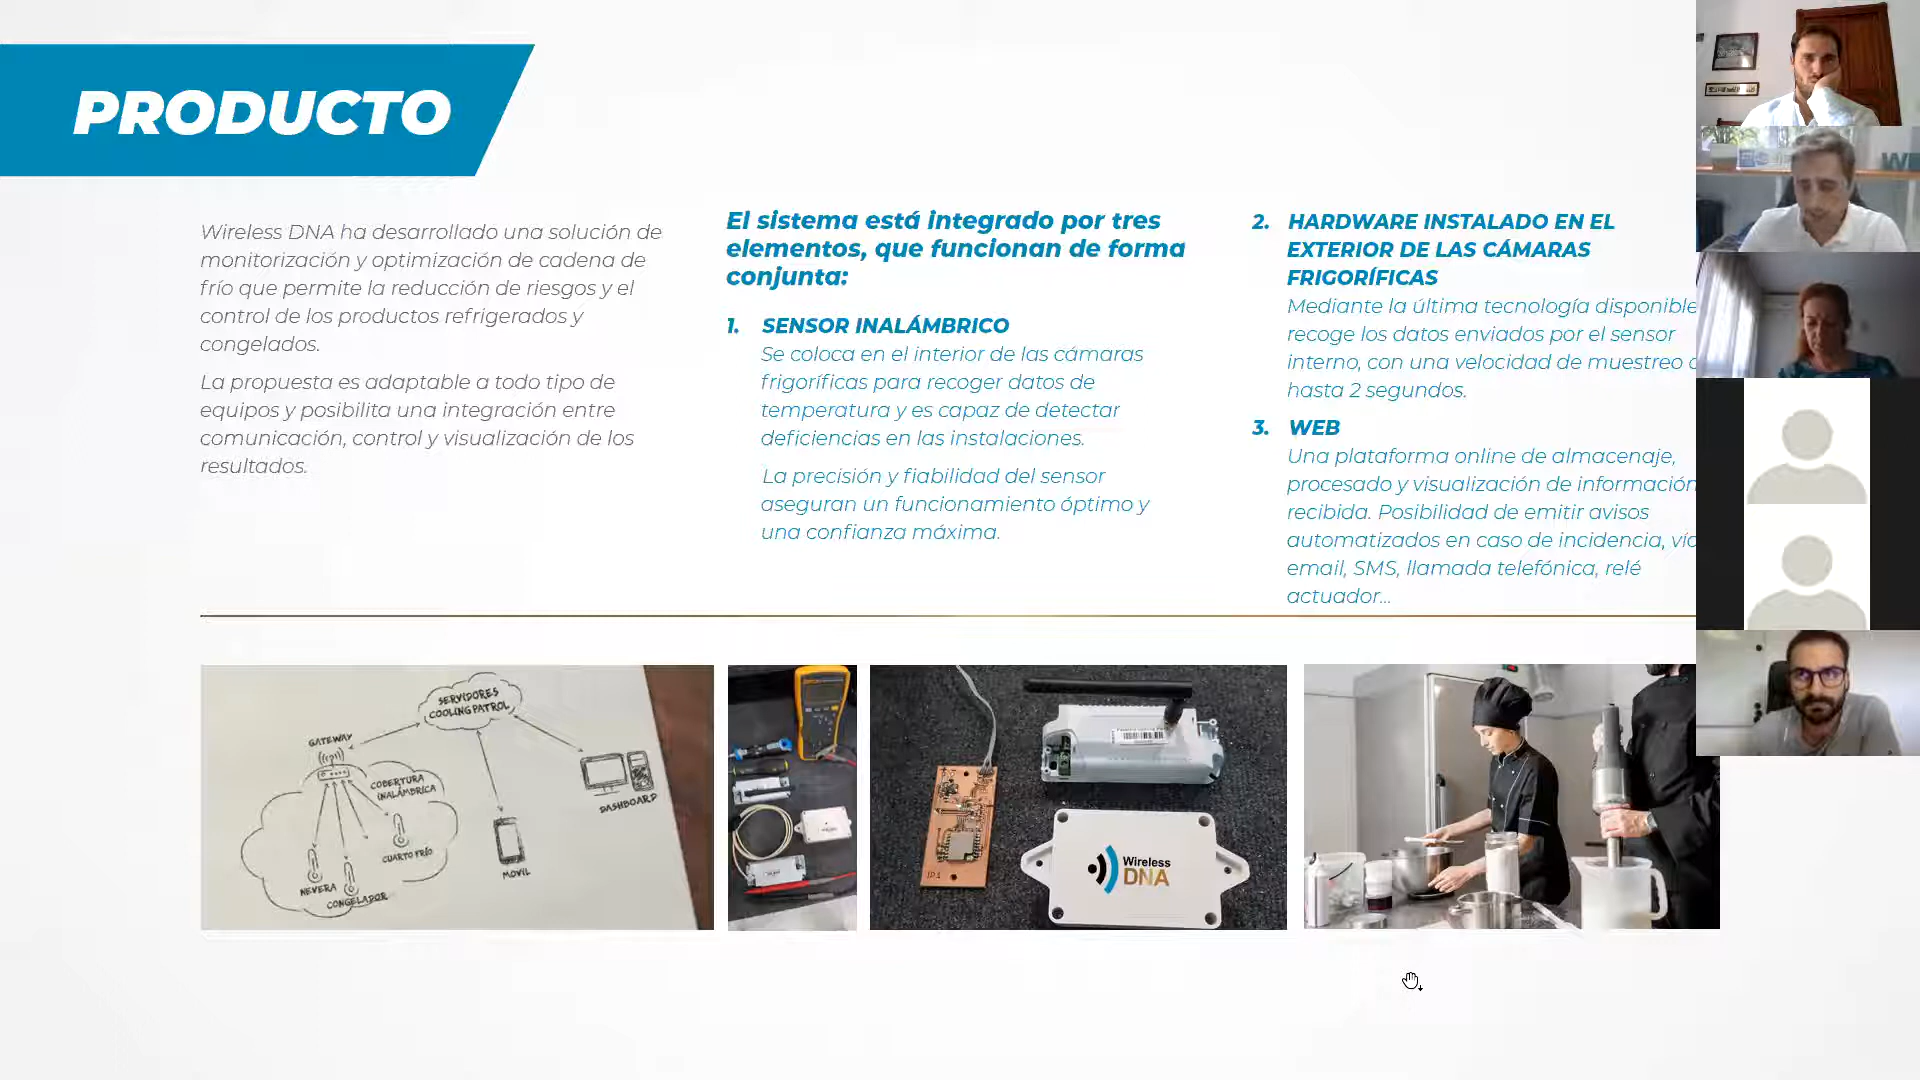 PRODUCTO
Wireless DNA ha desarrollado una solución de
monitorización y optimización de cadena de
frío que permite la reducción de riesgos y el
control de los productos refrigerados y
congelados.
La propuesta es adaptable a todo tipo de
equipos y posibilita una integración entre
comunicación, control y visualización de los
resultados.
El sistema está integrado por tres
elementos, que funcionan de forma
conjunta:
1. SENSOR INALÁMBRICO
Se coloca en el interior de las cámaras
frigoríficas para recoger datos de
temperatura y es capaz de detectar
deficiencias en las instalaciones.
La precisión y fiabilidad del sensor
aseguran un funcionamiento óptimo y
una confianza máxima.
2. HARDWARE INSTALADO EN EL
EXTERIOR DE LAS CÁMARAS
FRIGORÍFICAS
Mediante la última tecnología disponible
recoge los datos enviados por el sensor
interno, con una velocidad de muestreo
hasta 2 segundos.
3. WEB
Una plataforma online de almacenaje,
procesado y visualización de información
recibida. Posibilidad de emitir avisos
automatizados en caso de incidencia,
email, SMS, llamada telefónica, relé
actuador...
SERVIDORES
COOLING PATROL
GATEWAY
COBERTURA
INALÁMBRICA
DASHBOARD
CUARTO FRÍO
NEVERA
CONGELADOR
MOVIL
Wireless
DNA